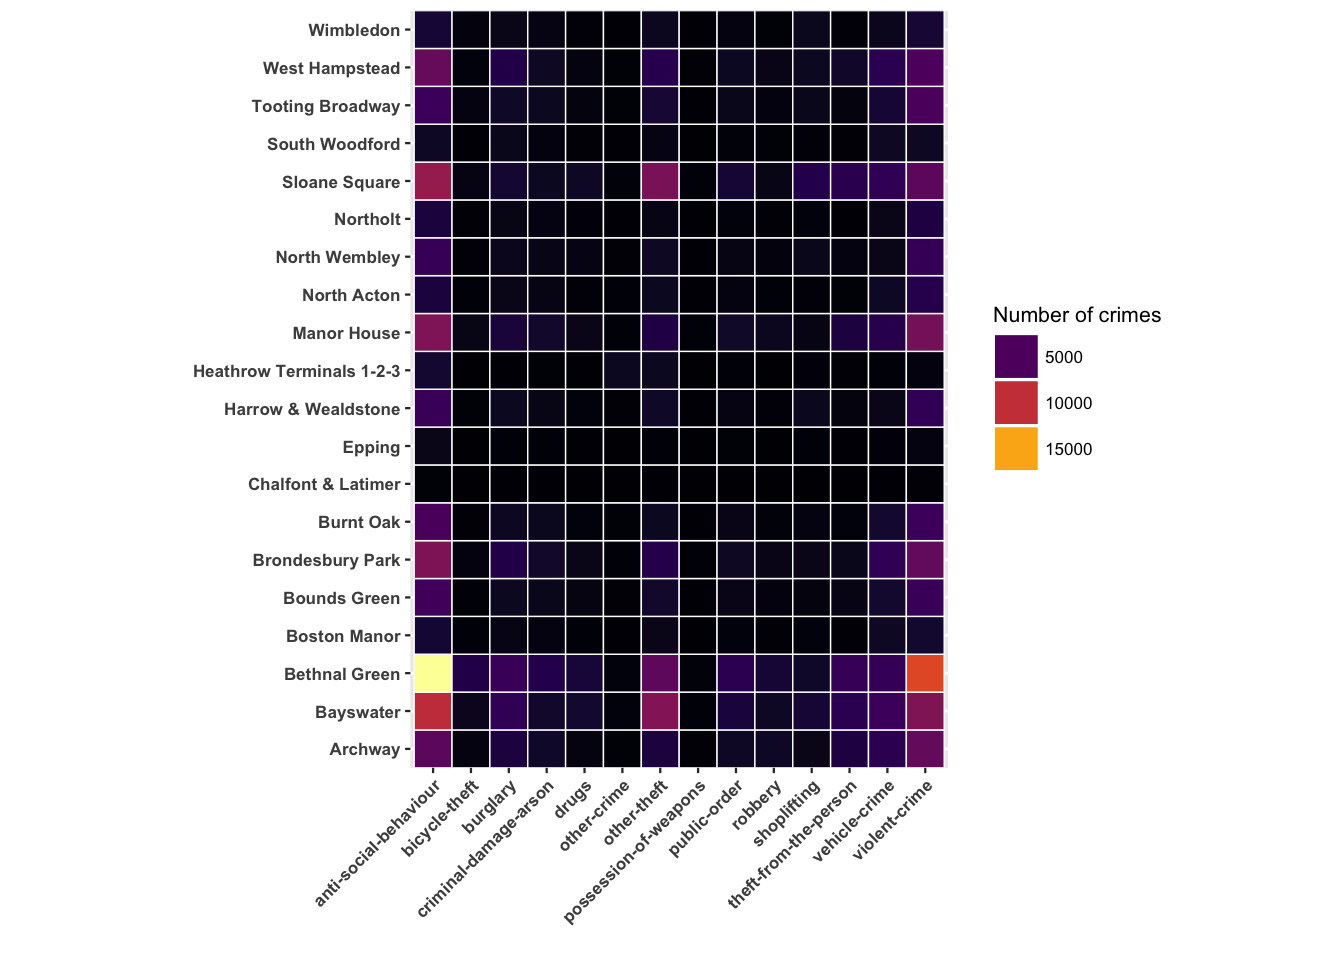 Wimbledon
West Hampstead
Tooting Broadway
South Woodford
Sloane Square
Northolt
North Wembley
North Acton
Manor House
Heathrow Terminals 1-2-3
Harrow & Wealdstone
Epping
Chalfont & Latimer
Burnt Oak
Brondesbury Park
Bounds Green
Boston Manor
Bethnal Green
Bayswater
Archway
anti-social-behaviour
bicycle-theft
burglary
criminal-damage-arson
drugs
other-crime
other-theft
possession-of-weapons
public-order
robbery
shoplifting
theft-from-the-person
vehicle-crime
violent-crime
Number of crimes
5000
10000
15000